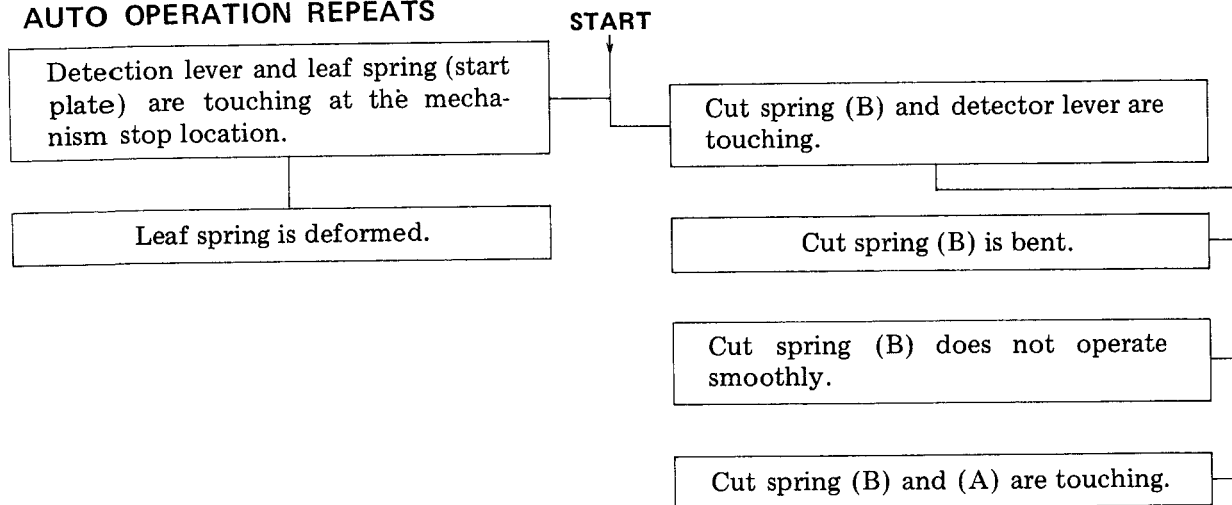 AUTO OPERATION REPEATS
START
Detection lever and leaf spring (start
plate) are touching at the mecha-
nism stop location.
Leaf spring is deformed.
Cut spring (B) and detector lever are
touching.
Cut spring (B) is bent.
Cut spring (B) does not operate
smoothly.
Cut spring (B) and (A) are touching.